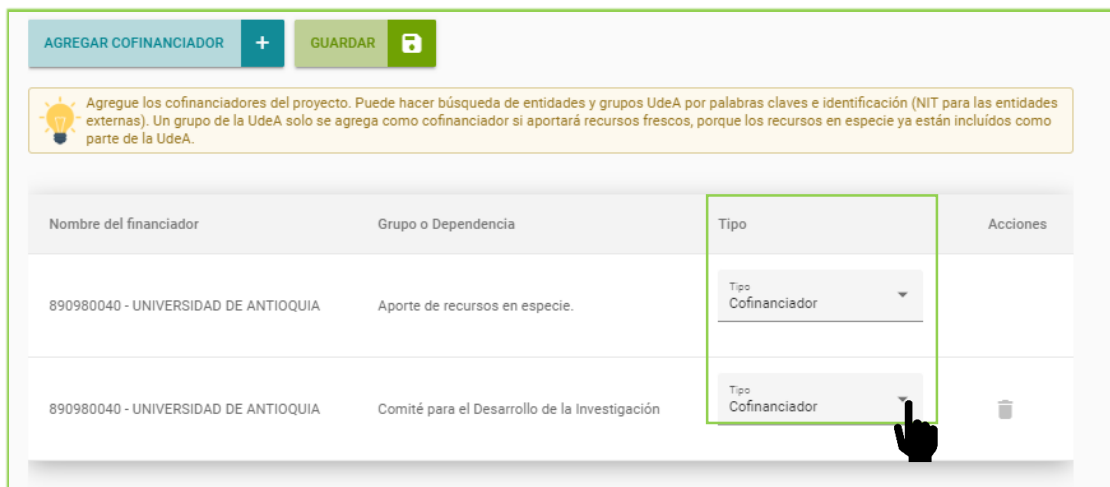 AGREGAR COFINANCIADOR +
GUARDAR
Agregue los cofinanciadores del proyecto. Puede hacer búsqueda de entidades y grupos UdeA por palabras claves e identificación (NIT para las entidades
externas). Un grupo de la UdeA solo se agrega como cofinanciador si aportará recursos frescos, porque los recursos en especie ya están incluídos como
parte de la UdeA.
Nombre del financiador Grupo o Dependencia Tipo Acciones
Tipo
890980040 - UNIVERSIDAD DE ANTIOQUIA Aporte de recursos en especie. Cofinanciador
Tipo
890980040 - UNIVERSIDAD DE ANTIOQUIA Comité para el Desarrollo de la Investigación Cofinanciador